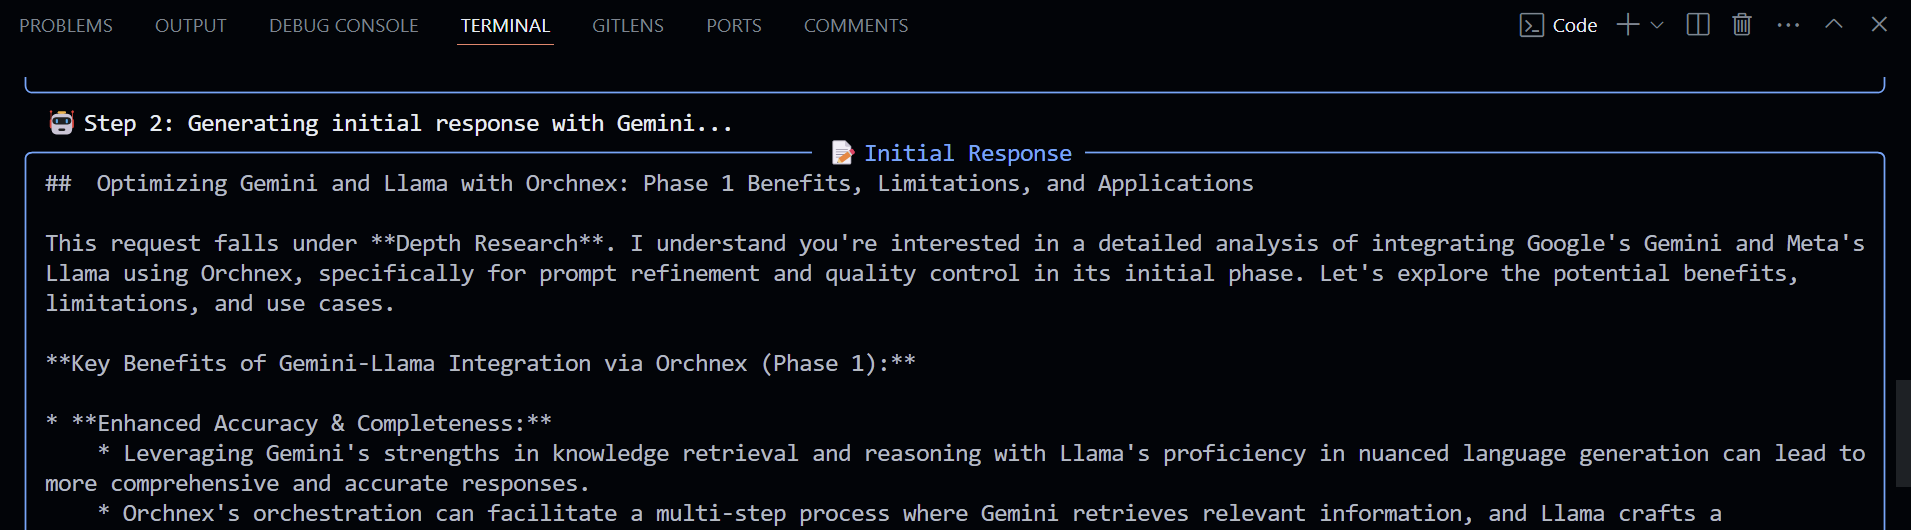 PROBLEMS OUTPUT DEBUG CONSOLE TERMINAL GITLENS PORTS COMMENTS Code
Step 2: Generating initial response with Gemini...
Initial Response
## Optimizing Gemini and Llama with Orchnex: Phase 1 Benefits, Limitations, and Applications
This request falls under **Depth Research**. I understand you're interested in a detailed analysis of integrating Google's Gemini and Meta's
Llama using Orchnex, specifically for prompt refinement and quality control in its initial phase. Let's explore the potential benefits,
limitations, and use cases.
**Key Benefits of Gemini-Llama Integration via Orchnex (Phase 1):**
* **Enhanced Accuracy & Completeness:**
* Leveraging Gemini's strengths in knowledge retrieval and reasoning with Llama's proficiency in nuanced language generation can lead to
more comprehensive and accurate responses.
* Orchnex's orchestration can facilitate a multi-step process where Gemini retrieves relevant information, and Llama crafts a